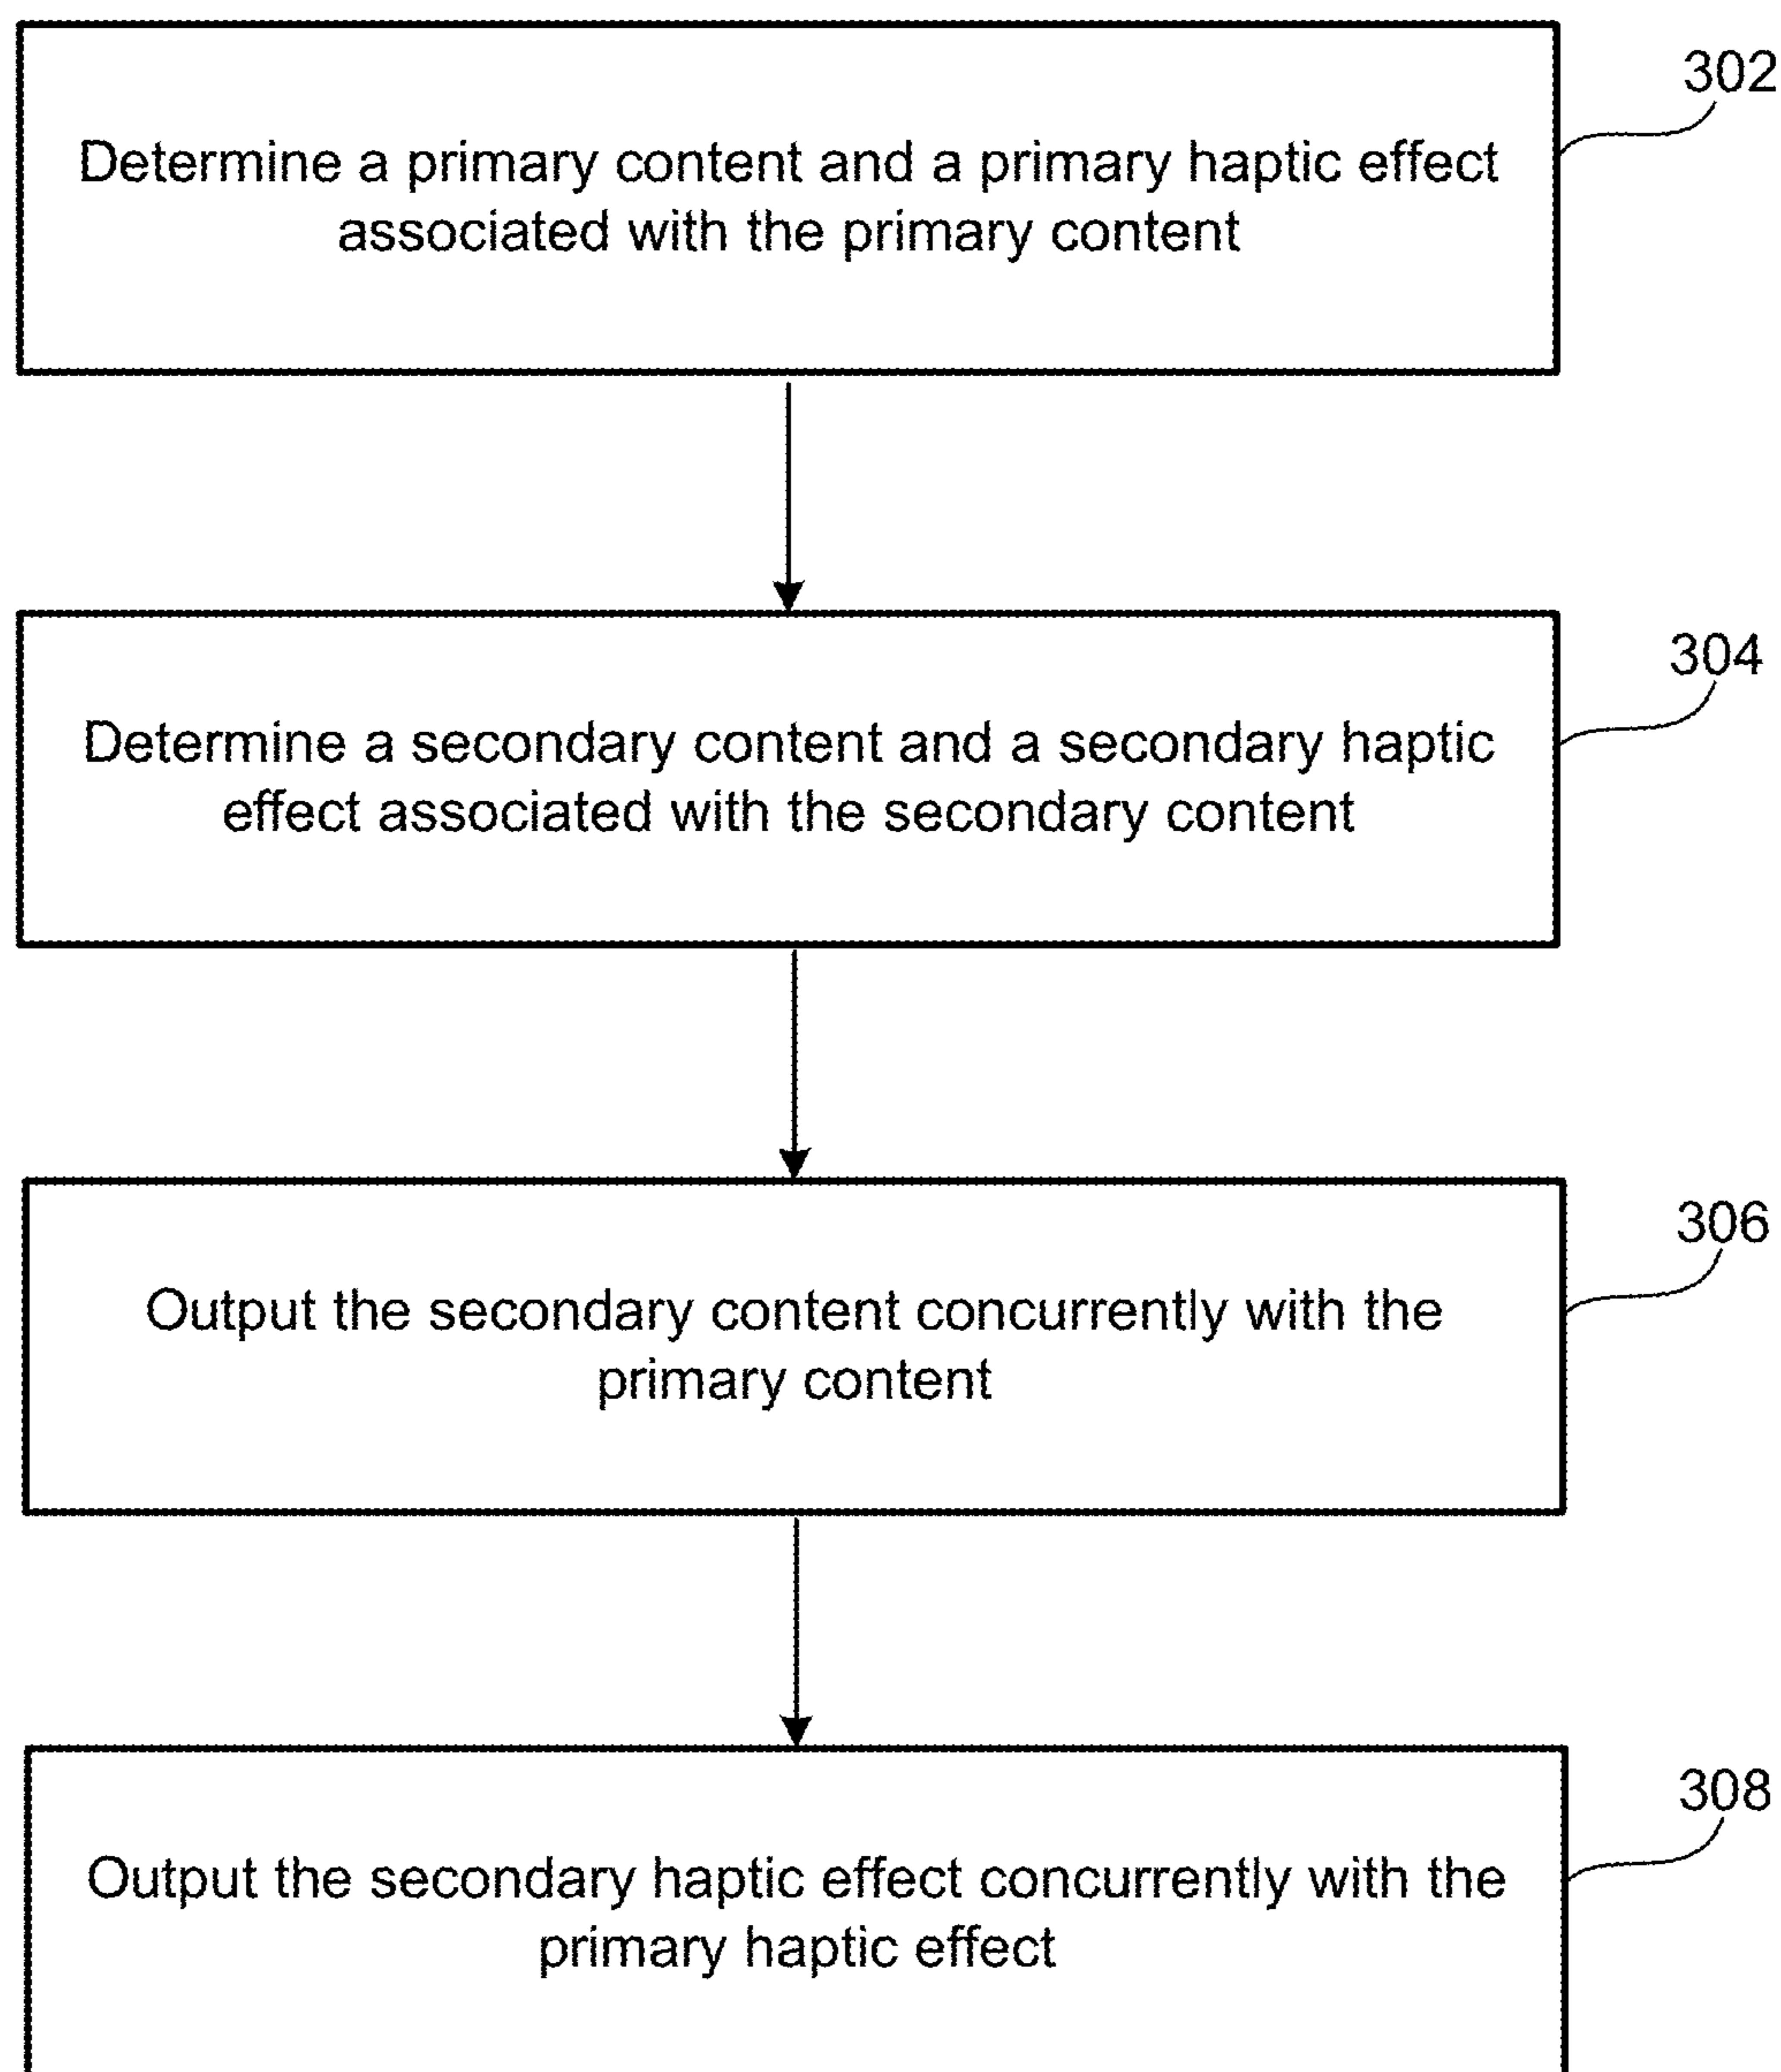 302
Determine a primary content and a primary haptic effect
associated with the primary content
304
Determine a secondary content and a secondary haptic
effect associated with the secondary content
306
Output the secondary content concurrently with the
primary content
308
Output the secondary haptic effect concurrently with the
primary haptic effect